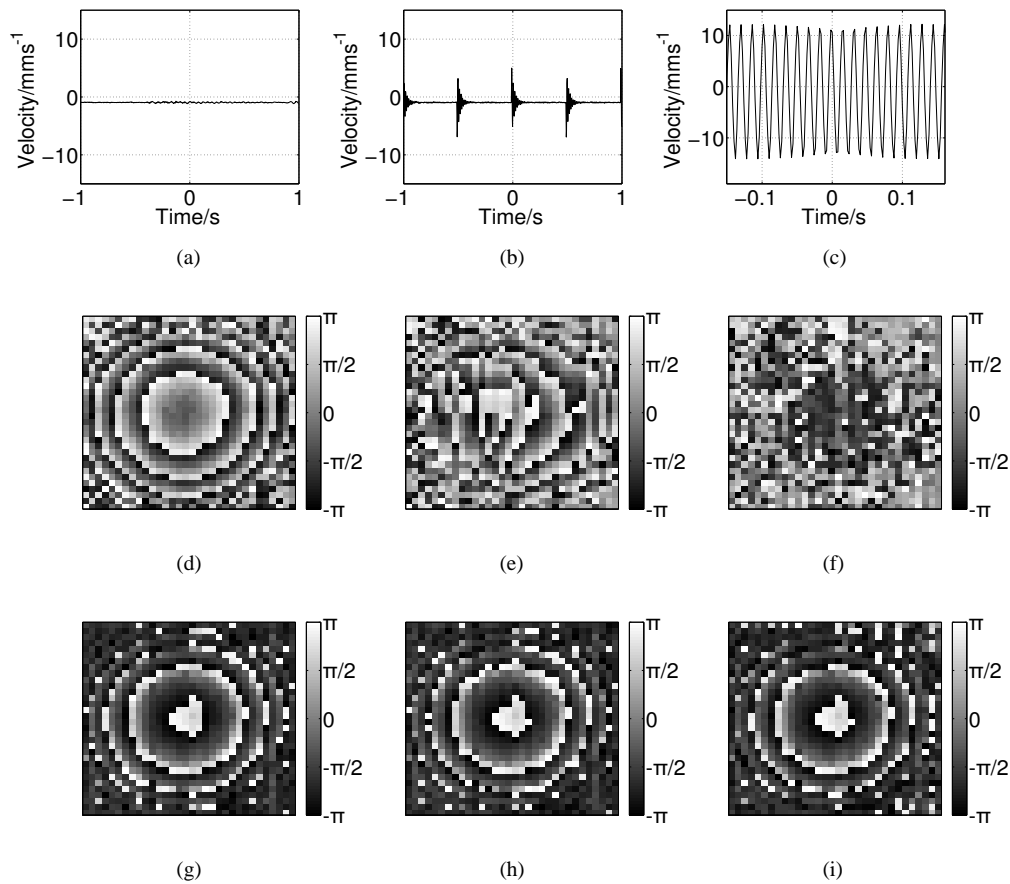 Velocity/mms⁻¹
10
0
−10
−1
0
1
Time/s
(a)
Velocity/mms⁻¹
10
0
−10
−1
0
1
Time/s
(b)
Velocity/mms⁻¹
10
0
−10
−0.1
0
0.1
Time/s
(c)
π
π/2
0
-π/2
-π
(d)
π
π/2
0
-π/2
-π
(e)
π
π/2
0
-π/2
-π
(f)
π
π/2
0
-π/2
-π
(g)
π
π/2
0
-π/2
-π
(h)
π
π/2
0
-π/2
-π
(i)